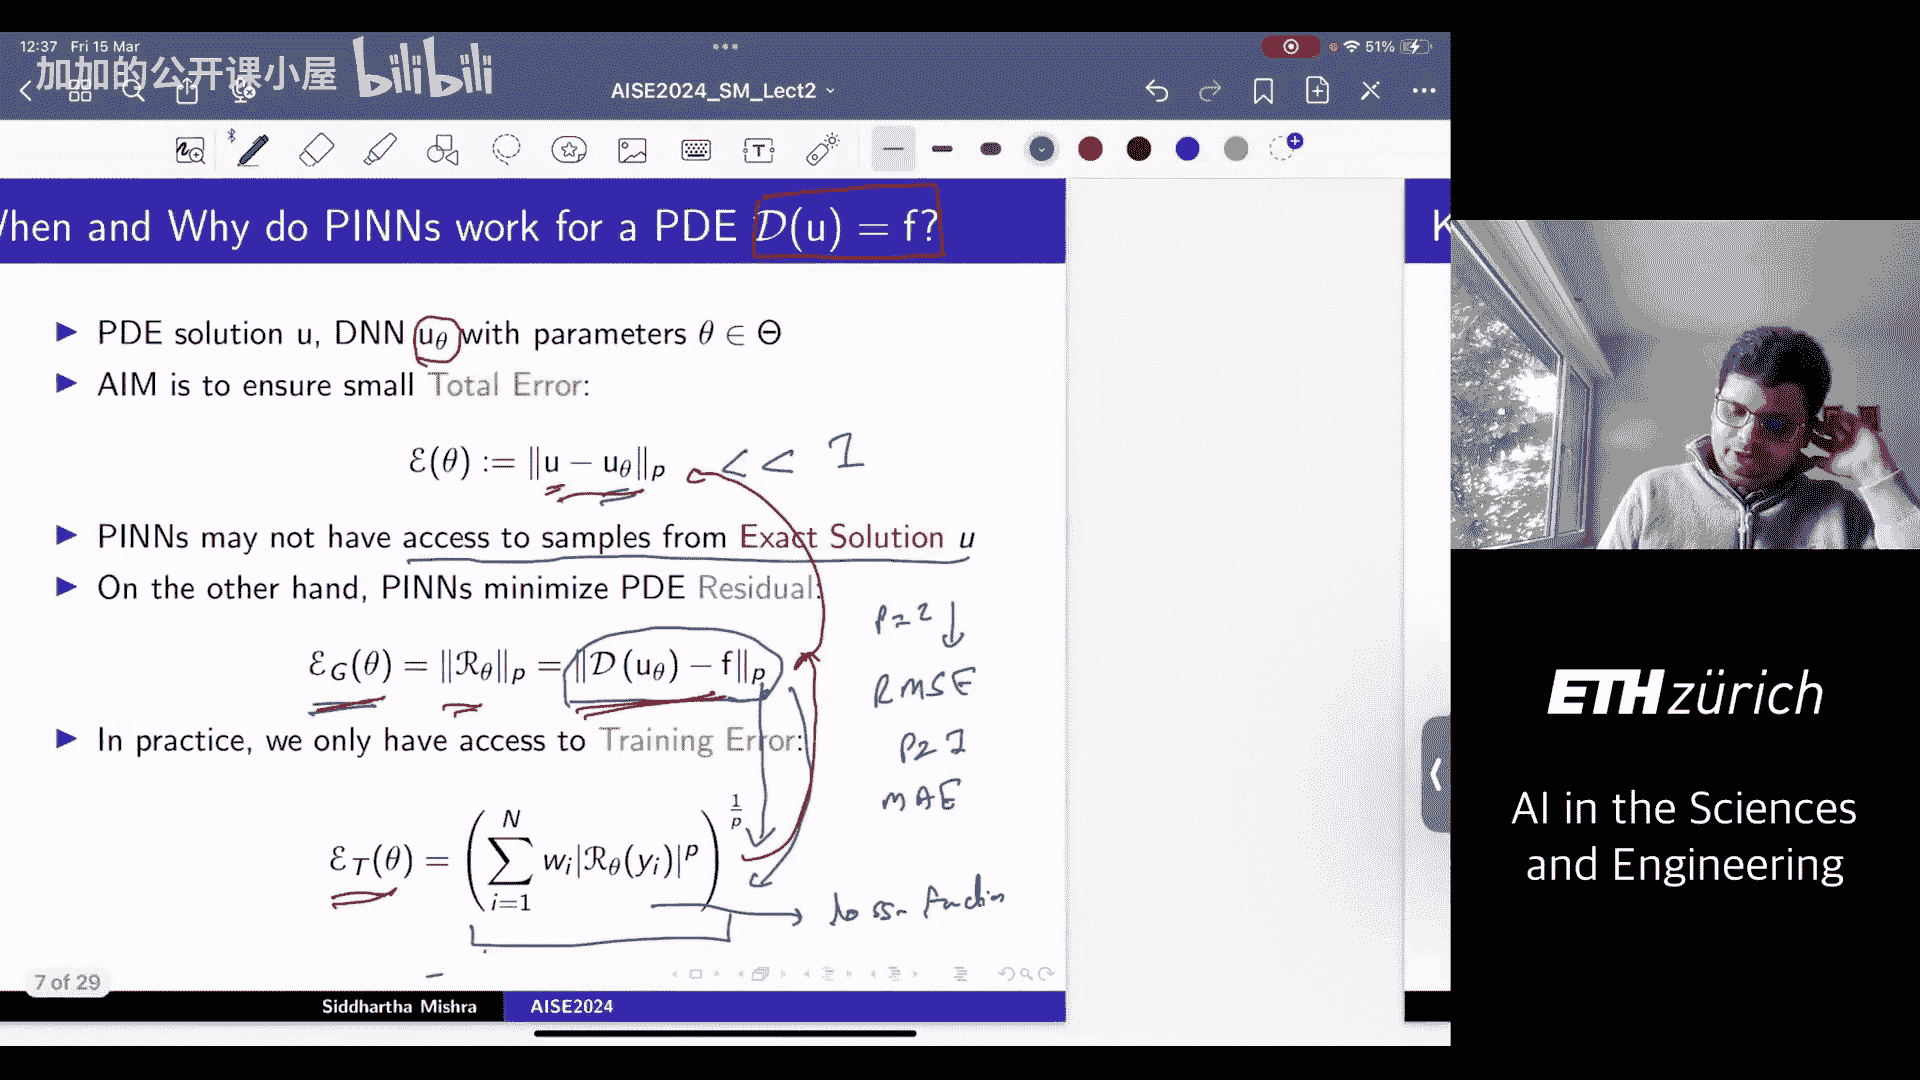 12:37 Fri 15 Mar
51%
加加的公开课小屋 bilibili
AISE2024_SM_Lect2
When and Why do PINNs work for a PDE 𝒟(u) = f?
K
▶ PDE solution u, DNN u_θ with parameters θ ∈ Θ
▶ AIM is to ensure small Total Error:
ℰ(θ) := ‖u − u_θ‖_p << 1
▶ PINNs may not have access to samples from Exact Solution u
▶ On the other hand, PINNs minimize PDE Residual:
P=2
ℰ_G(θ) = ‖ℛ_θ‖_p = ‖𝒟(u_θ) − f‖_p
RMSE
▶ In practice, we only have access to Training Error:
P=1
MAE
ℰ_T(θ) = (∑_{i=1}^{N} w_i|ℛ_θ(y_i)|^p)^{1/p}
loss function
7 of 29
Siddhartha Mishra AISE2024
ETH zürich
AI in the Sciences
and Engineering